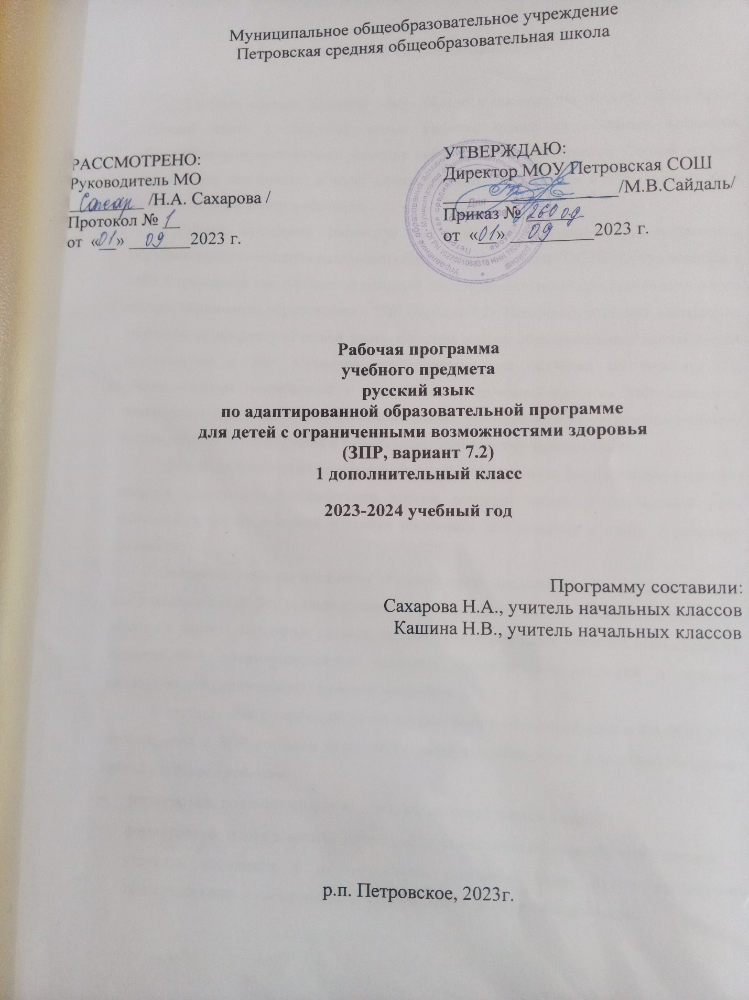 Муниципальное общеобразовательное учреждение
Петровская средняя общеобразовательная школа
РАССМОТРЕНО:
Руководитель МО
/Н.А. Сахарова /
Протокол № 1
от «01» 09 2023 г.
УТВЕРЖДАЮ:
Директор МОУ Петровская СОШ
/М.В.Сайдаль/
Приказ № 260 од
от «01» 09 2023 г.
Рабочая программа
учебного предмета
русский язык
по адаптированной образовательной программе
для детей с ограниченными возможностями здоровья
(ЗПР, вариант 7.2)
1 дополнительный класс
2023-2024 учебный год
Программу составили:
Сахарова Н.А., учитель начальных классов
Кашина Н.В., учитель начальных классов
р.п. Петровское, 2023г.